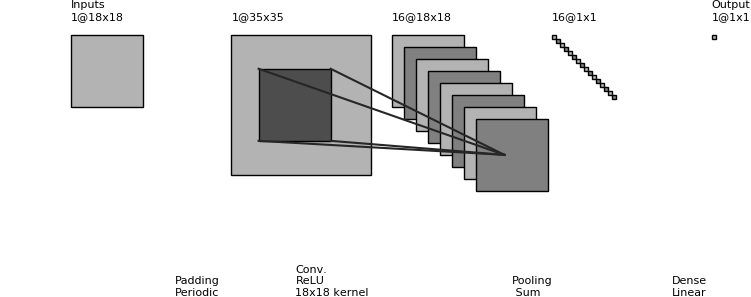 Inputs
1@18x18
1@35x35
16@18x18
16@1x1
Output
1@1x1
Padding
Periodic
Conv.
ReLU
18x18 kernel
Pooling
Sum
Dense
Linear